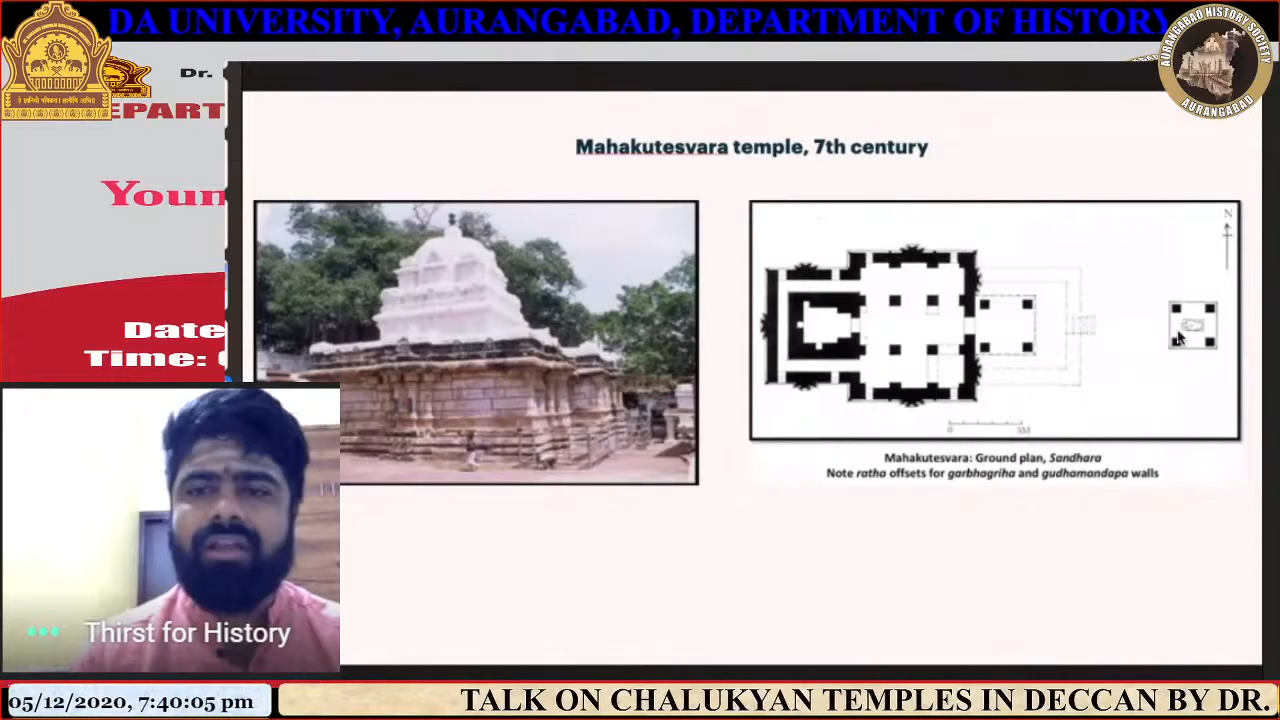 DA UNIVERSITY, AURANGABAD, DEPARTMENT OF HISTORY
AURANGABAD HISTORY SOCIETY
AURANGABAD
Dr.
EPART
Youn
Date
Time:
Mahakutesvara temple, 7th century
N
0
5M
Mahakutesvara: Ground plan, Sandhara
Note ratha offsets for garbhagriha and gudhamandapa walls
Thirst for History
05/12/2020, 7:40:05 pm
TALK ON CHALUKYAN TEMPLES IN DECCAN BY DR.